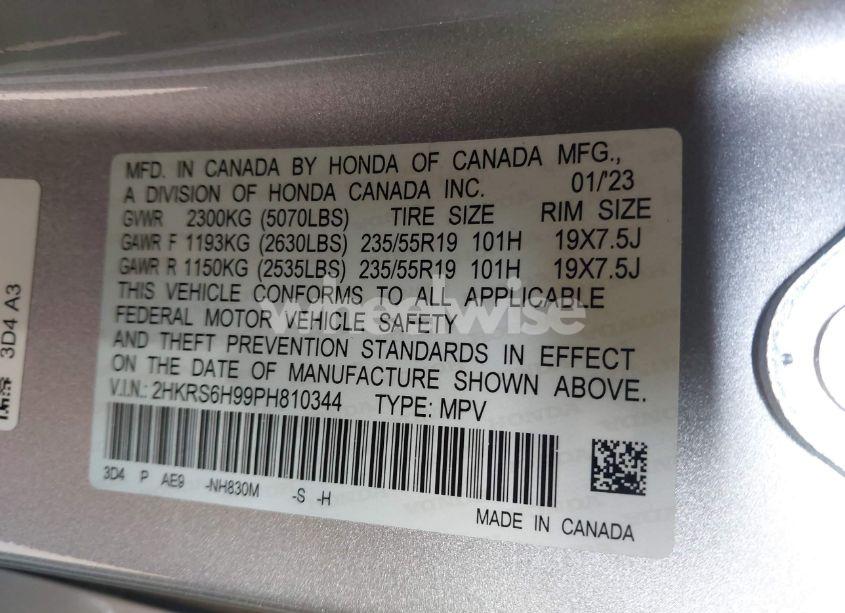 MFD. IN CANADA BY HONDA OF CANADA MFG.,
A DIVISION OF HONDA CANADA INC. 01/'23
GVWR 2300KG (5070LBS) TIRE SIZE RIM SIZE
GAWR F 1193KG (2630LBS) 235/55R19 101H 19X7.5J
GAWR R 1150KG (2535LBS) 235/55R19 101H 19X7.5J
THIS VEHICLE CONFORMS TO ALL APPLICABLE
FEDERAL MOTOR VEHICLE SAFETY
AND THEFT PREVENTION STANDARDS IN EFFECT
ON THE DATE OF MANUFACTURE SHOWN ABOVE.
V.I.N.: 2HKRS6H99PH810344 TYPE: MPV
3D4 P AE9 -NH830M -S -H
MADE IN CANADA
3D4 A3
wheelwise